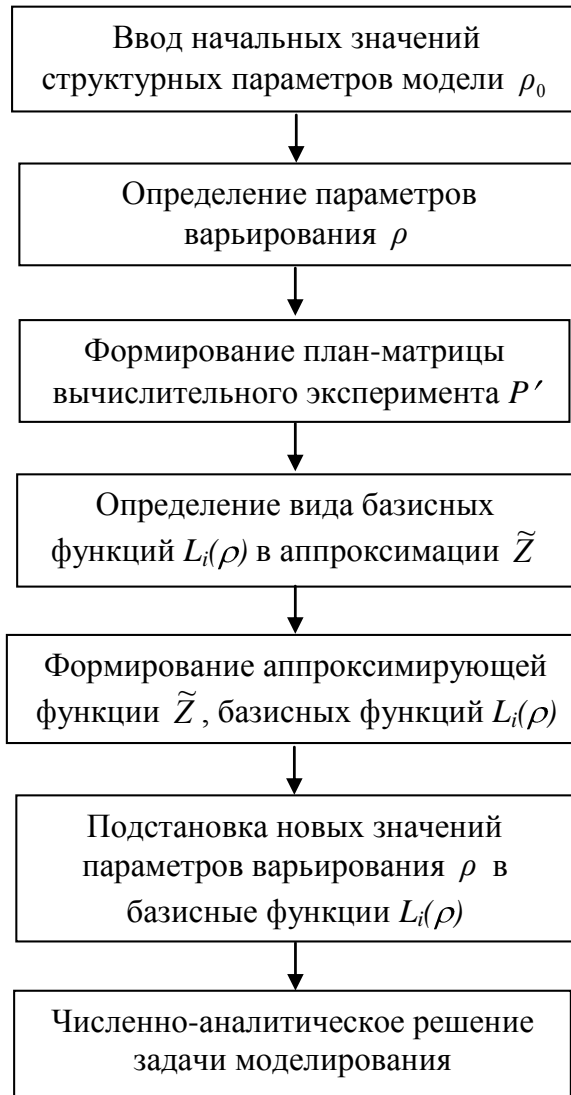 Ввод начальных значений
структурных параметров модели ρ₀
Определение параметров
варьирования ρ
Формирование план-матрицы
вычислительного эксперимента P′
Определение вида базисных
функций Lᵢ(ρ) в аппроксимации Z̃
Формирование аппроксимирующей
функции Z̃ , базисных функций Lᵢ(ρ)
Подстановка новых значений
параметров варьирования ρ в
базисные функции Lᵢ(ρ)
Численно-аналитическое решение
задачи моделирования